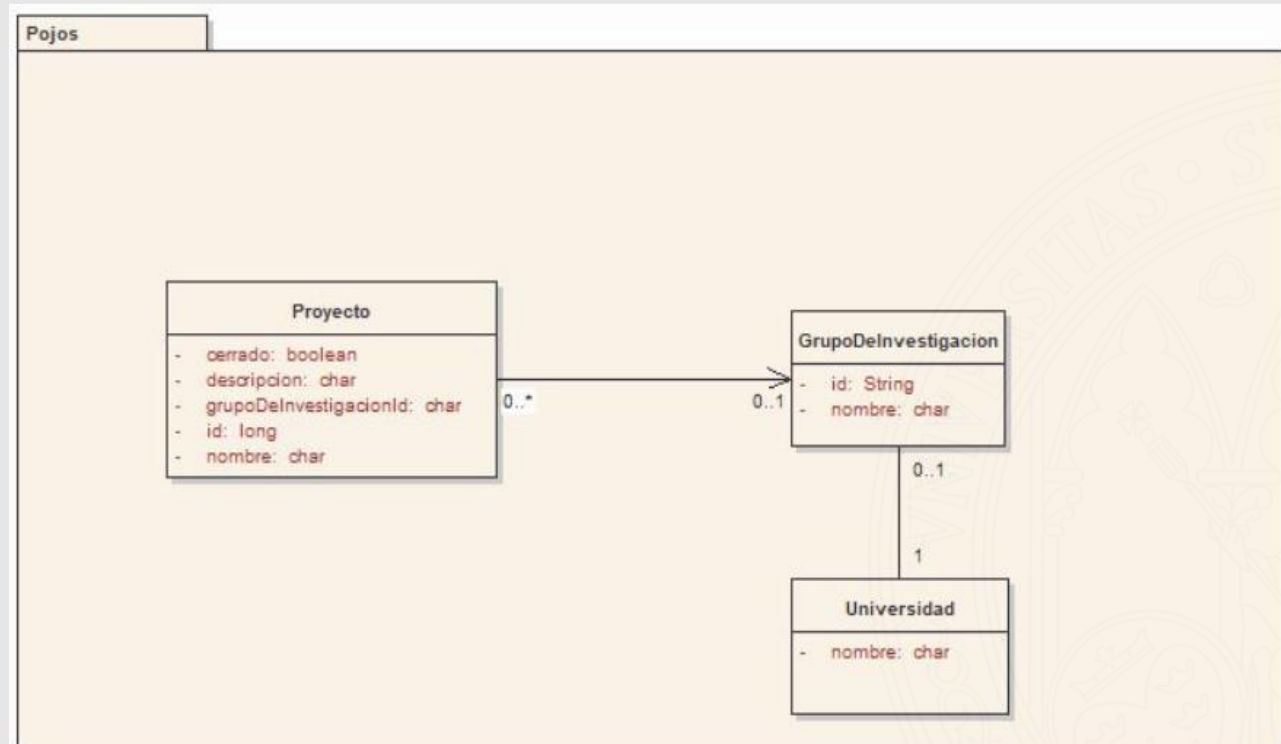 Pojos
Proyecto
- cerrado: boolean
- descripcion: char
- grupoDeInvestigacionId: char
- id: long
- nombre: char
0..*
0..1
GrupoDeInvestigacion
- id: String
- nombre: char
0..1
1
Universidad
- nombre: char